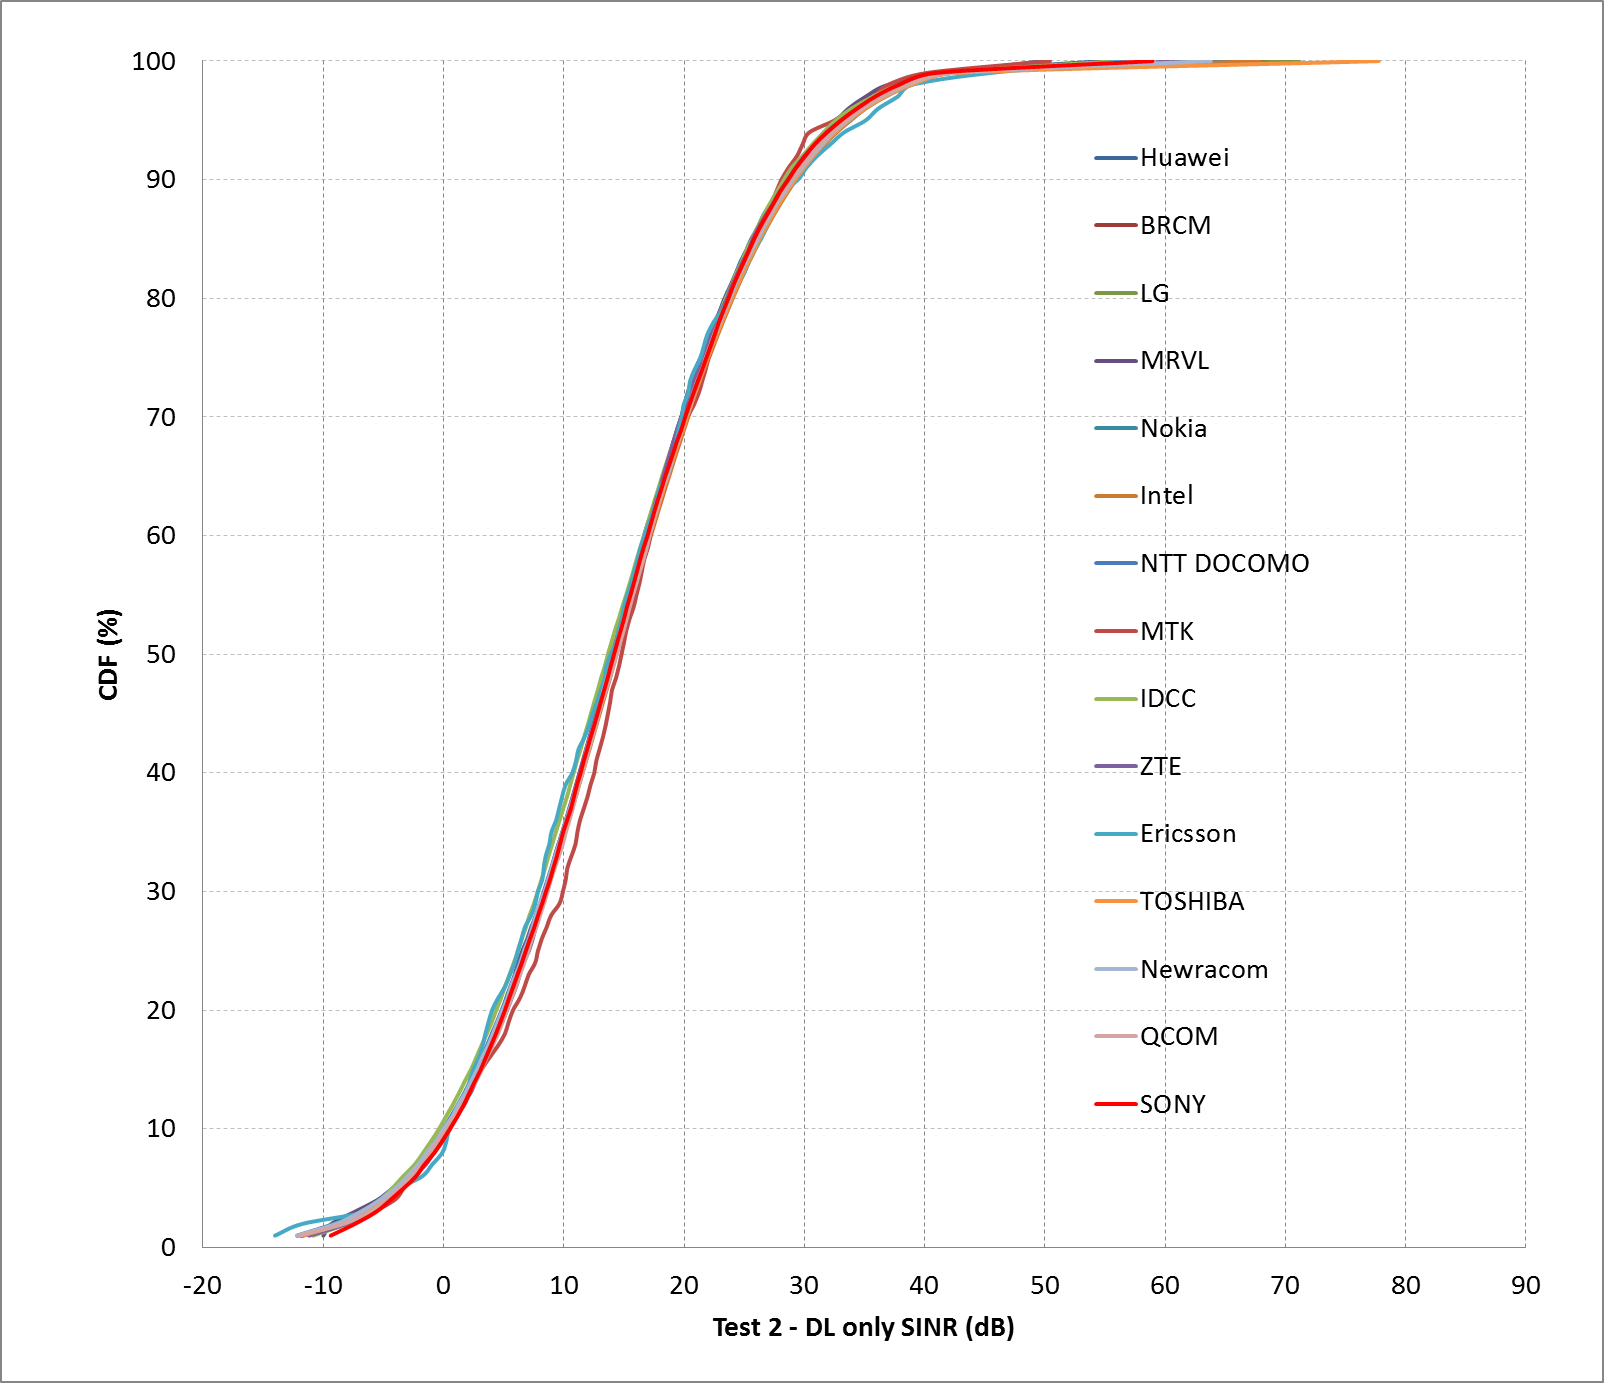 100
90
80
70
60
50
40
30
20
10
0
CDF (%)
-20 -10 0 10 20 30 40 50 60 70 80 90
Test 2 - DL only SINR (dB)
Huawei
BRCM
LG
MRVL
Nokia
Intel
NTT DOCOMO
MTK
IDCC
ZTE
Ericsson
TOSHIBA
Newracom
QCOM
SONY